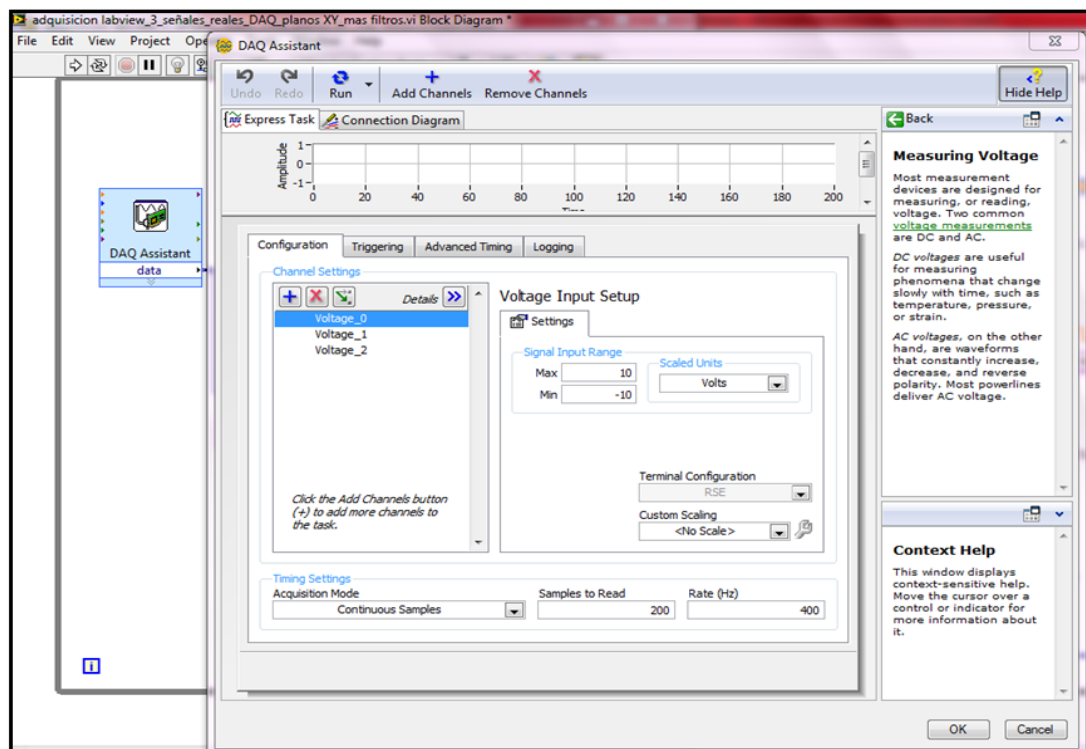 adquisicion labview_3_señales_reales_DAQ_planos XY_mas filtros.vi Block Diagram *
File Edit View Project Ope
DAQ Assistant
Undo Redo Run Add Channels Remove Channels Hide Help
Express Task Connection Diagram
Amplitude
1
0
-1
0 20 40 60 80 100 120 140 160 180 200
DAQ Assistant
data
Configuration Triggering Advanced Timing Logging
Channel Settings
Details
Voltage_0
Voltage_1
Voltage_2
Click the Add Channels button
(+) to add more channels to
the task.
Voltage Input Setup
Settings
Signal Input Range
Max 10
Min -10
Scaled Units
Volts
Terminal Configuration
RSE
Custom Scaling
<No Scale>
Timing Settings
Acquisition Mode Samples to Read Rate (Hz)
Continuous Samples 200 400
Back
Measuring Voltage
Most measurement
devices are designed for
measuring, or reading,
voltage. Two common
voltage measurements
are DC and AC.
DC voltages are useful
for measuring
phenomena that change
slowly with time, such as
temperature, pressure,
or strain.
AC voltages, on the other
hand, are waveforms
that constantly increase,
decrease, and reverse
polarity. Most powerlines
deliver AC voltage.
Context Help
This window displays
context-sensitive help.
Move the cursor over a
control or indicator for
more information about
it.
i
OK Cancel